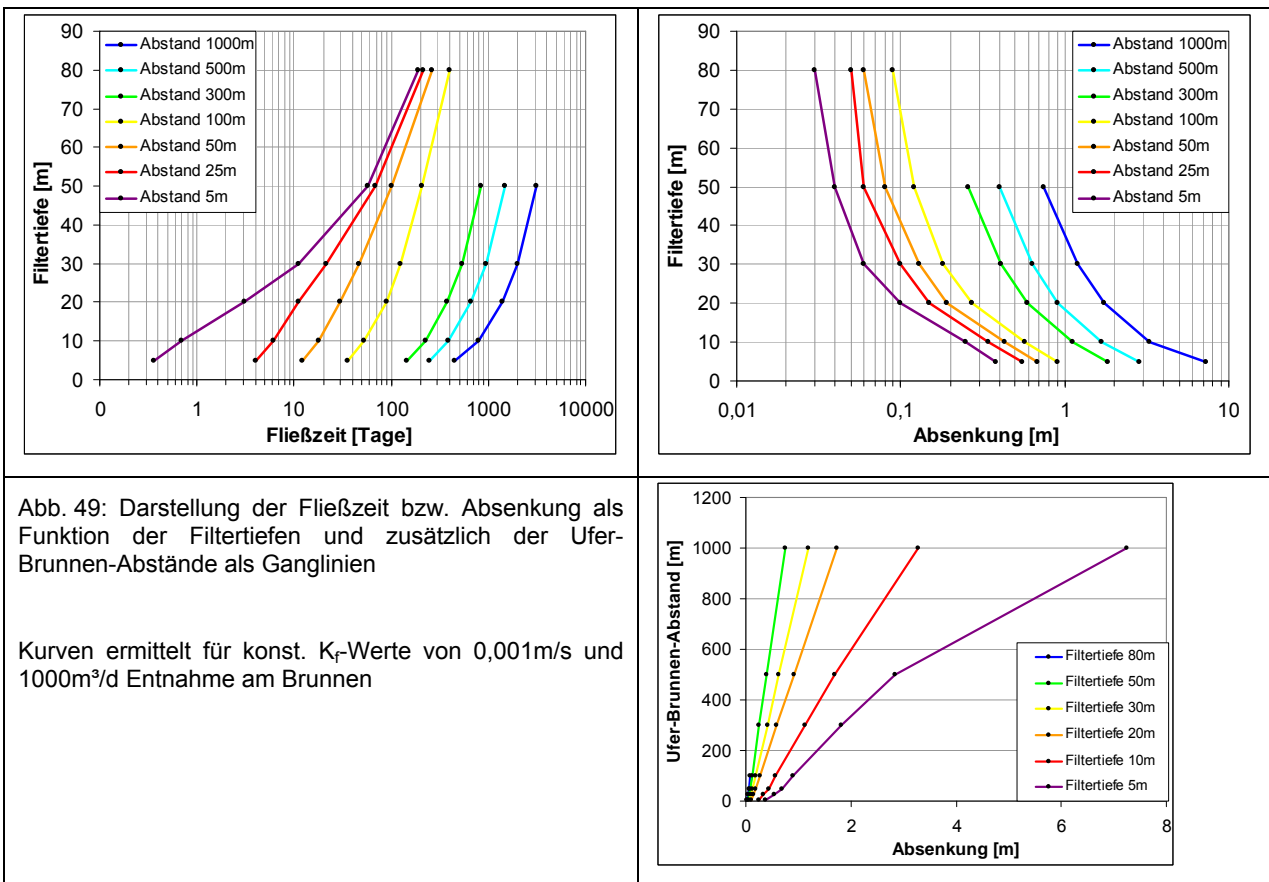 90
80
70
60
50
40
30
20
10
0
Filtertiefe [m]
Abstand 1000m
Abstand 500m
Abstand 300m
Abstand 100m
Abstand 50m
Abstand 25m
Abstand 5m
0 1 10 100 1000 10000
Fließzeit [Tage]
90
80
70
60
50
40
30
20
10
0
Filtertiefe [m]
Abstand 1000m
Abstand 500m
Abstand 300m
Abstand 100m
Abstand 50m
Abstand 25m
Abstand 5m
0,01 0,1 1 10
Absenkung [m]
Abb. 49: Darstellung der Fließzeit bzw. Absenkung als
Funktion der Filtertiefen und zusätzlich der Ufer-
Brunnen-Abstände als Ganglinien
Kurven ermittelt für konst. Kf-Werte von 0,001m/s und
1000m³/d Entnahme am Brunnen
1200
1000
800
600
400
200
0
Ufer-Brunnen-Abstand [m]
Filtertiefe 80m
Filtertiefe 50m
Filtertiefe 30m
Filtertiefe 20m
Filtertiefe 10m
Filtertiefe 5m
0 2 4 6 8
Absenkung [m]